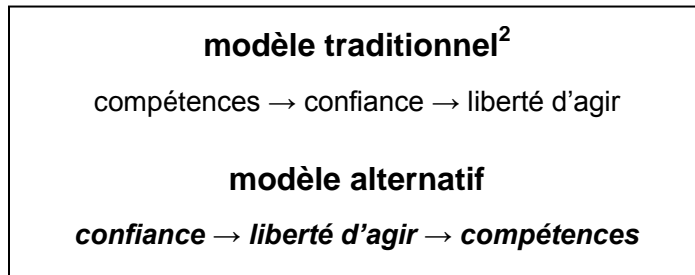 modèle traditionnel²
compétences → confiance → liberté d'agir
modèle alternatif
confiance → liberté d'agir → compétences